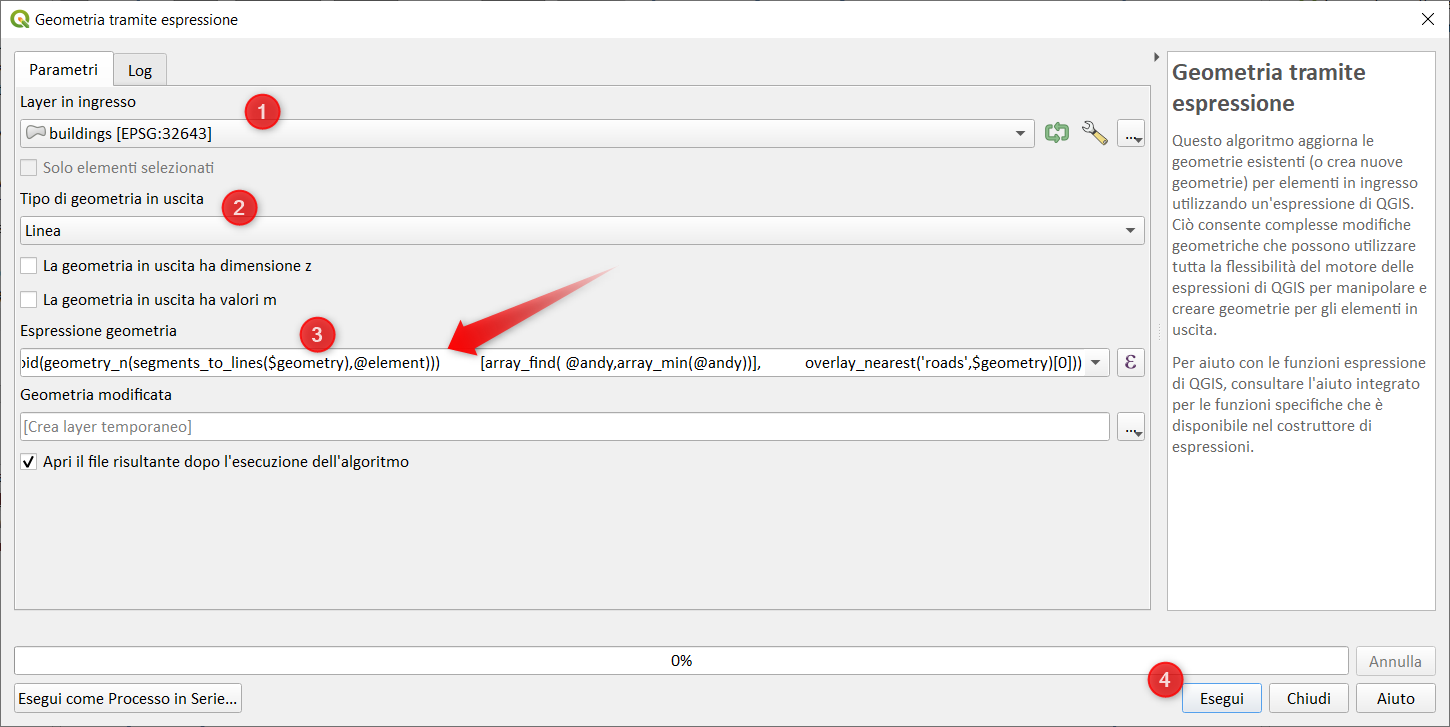 Geometria tramite espressione
Parametri
Log
Layer in ingresso
1
buildings [EPSG:32643]
...
Solo elementi selezionati
Tipo di geometria in uscita
2
Linea
La geometria in uscita ha dimensione z
La geometria in uscita ha valori m
Espressione geometria
3
oid(geometry_n(segments_to_lines($geometry),@element))) [array_find( @andy,array_min(@andy))], overlay_nearest('roads',$geometry)[0]))
ε
Geometria modificata
[Crea layer temporaneo]
...
Apri il file risultante dopo l'esecuzione dell'algoritmo
Geometria tramite
espressione
Questo algoritmo aggiorna le
geometrie esistenti (o crea nuove
geometrie) per elementi in ingresso
utilizzando un'espressione di QGIS.
Ciò consente complesse modifiche
geometriche che possono utilizzare
tutta la flessibilità del motore delle
espressioni di QGIS per manipolare e
creare geometrie per gli elementi in
uscita.
Per aiuto con le funzioni espressione
di QGIS, consultare l'aiuto integrato
per le funzioni specifiche che è
disponibile nel costruttore di
espressioni.
0%
Annulla
4
Esegui come Processo in Serie...
Esegui
Chiudi
Aiuto